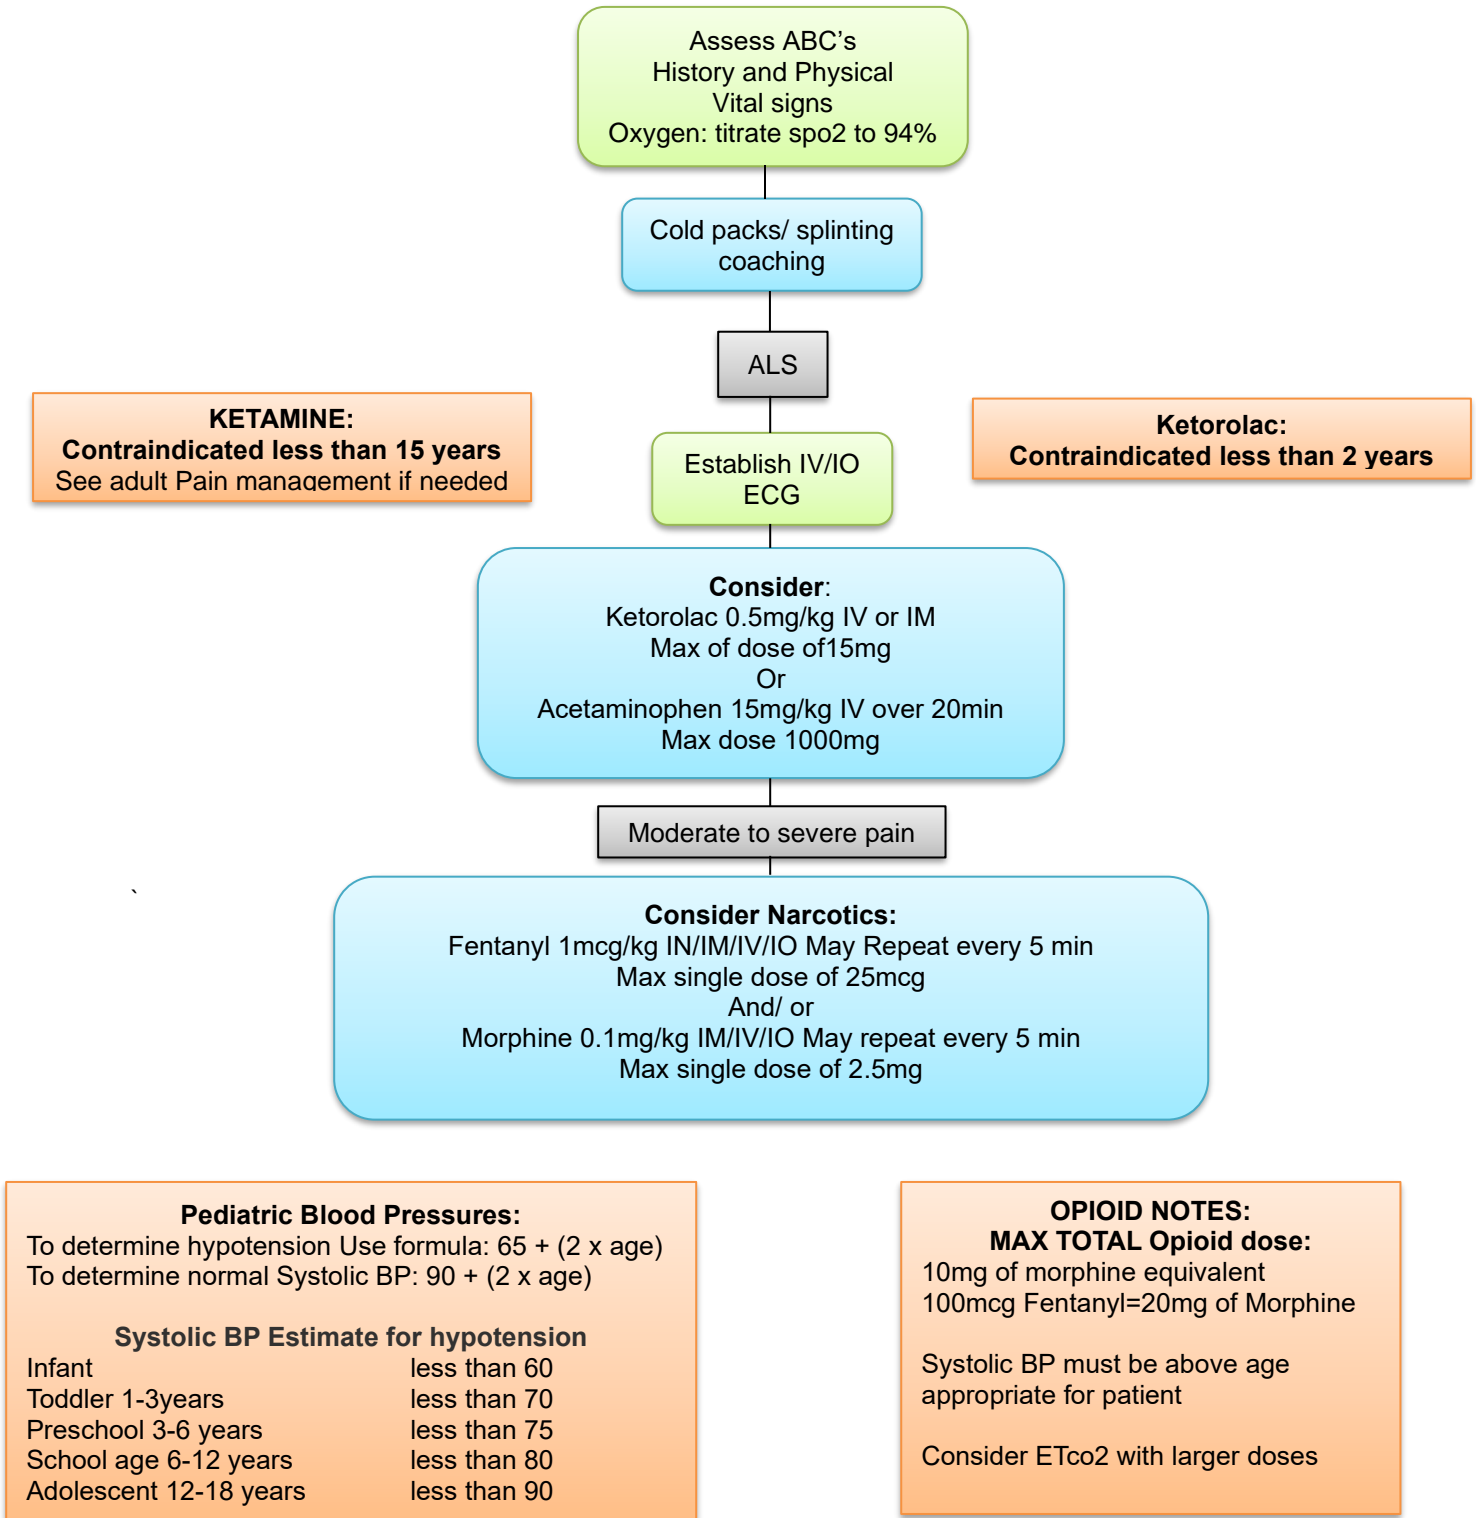 Assess ABC’s
History and Physical
Vital signs
Oxygen: titrate spo2 to 94%
Cold packs/ splinting
coaching
ALS
KETAMINE:
Contraindicated less than 15 years
See adult Pain management if needed
Ketorolac:
Contraindicated less than 2 years
Establish IV/IO
ECG
Consider:
Ketorolac 0.5mg/kg IV or IM
Max of dose of15mg
Or
Acetaminophen 15mg/kg IV over 20min
Max dose 1000mg
Moderate to severe pain
`
Consider Narcotics:
Fentanyl 1mcg/kg IN/IM/IV/IO May Repeat every 5 min
Max single dose of 25mcg
And/ or
Morphine 0.1mg/kg IM/IV/IO May repeat every 5 min
Max single dose of 2.5mg
Pediatric Blood Pressures:
To determine hypotension Use formula: 65 + (2 x age)
To determine normal Systolic BP: 90 + (2 x age)
Systolic BP Estimate for hypotension
Infant less than 60
Toddler 1-3years less than 70
Preschool 3-6 years less than 75
School age 6-12 years less than 80
Adolescent 12-18 years less than 90
OPIOID NOTES:
MAX TOTAL Opioid dose:
10mg of morphine equivalent
100mcg Fentanyl=20mg of Morphine
Systolic BP must be above age
appropriate for patient
Consider ETco2 with larger doses